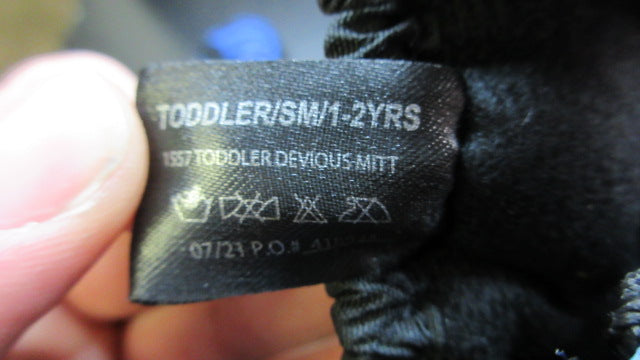 TODDLER/SM/1-2YRS
1557 TODDLER DEVIOUS MITT
07/23 P.O.#